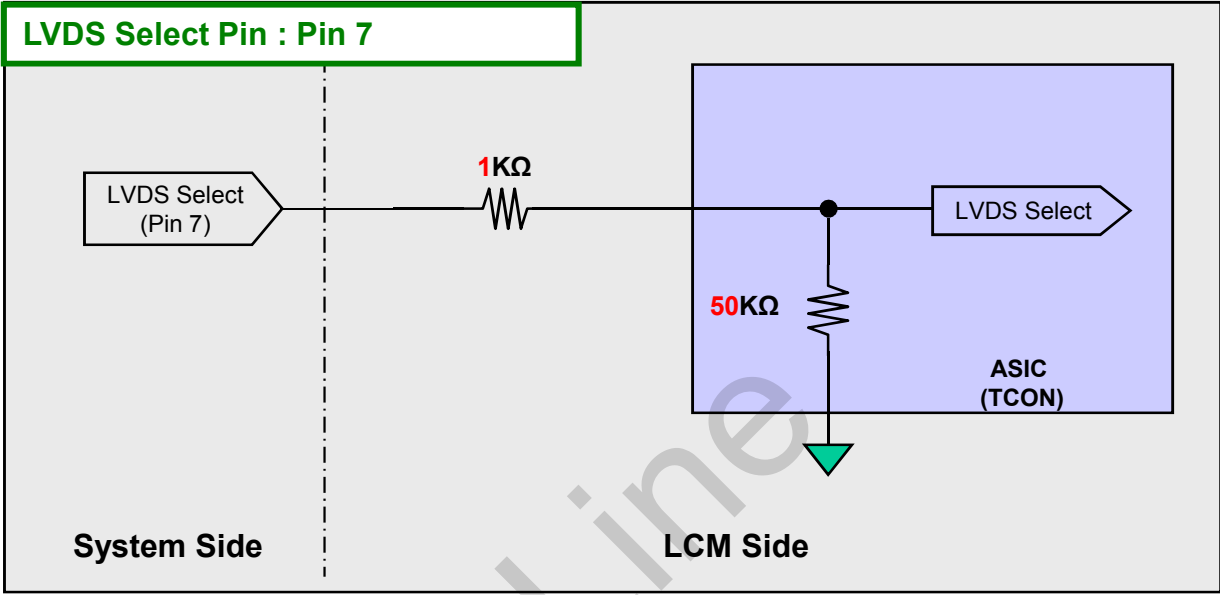 LVDS Select Pin : Pin 7
1KΩ
LVDS Select
(Pin 7)
LVDS Select
50KΩ
ASIC
(TCON)
System Side
LCM Side